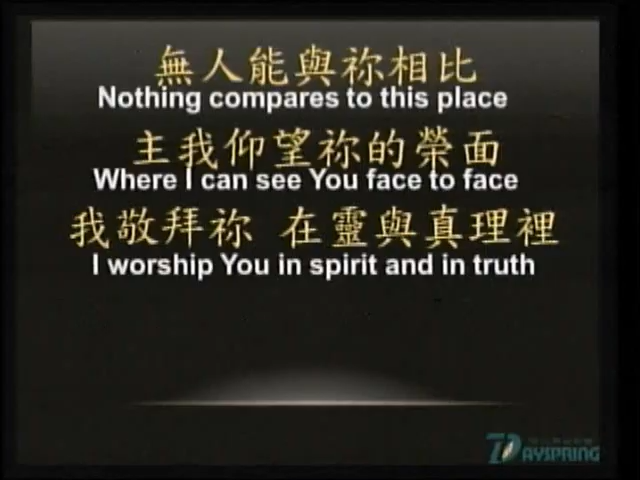 無人能與祢相比
Nothing compares to this place
主我仰望祢的榮面
Where I can see You face to face
我敬拜祢 在靈與真理裡
I worship You in spirit and in truth
DAYSPRING